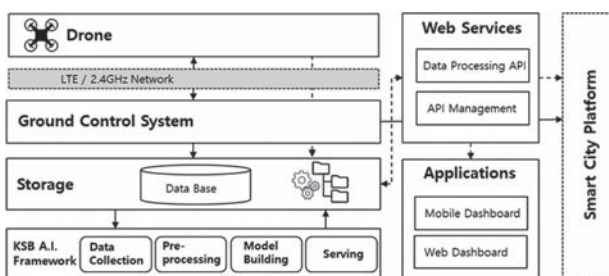 Drone
LTE / 2.4GHz Network
Ground Control System
Storage
Data Base
KSB A.I.
Framework
Data
Collection
Pre-
processing
Model
Building
Serving
Web Services
Data Processing API
API Management
Applications
Mobile Dashboard
Web Dashboard
Smart City Platform